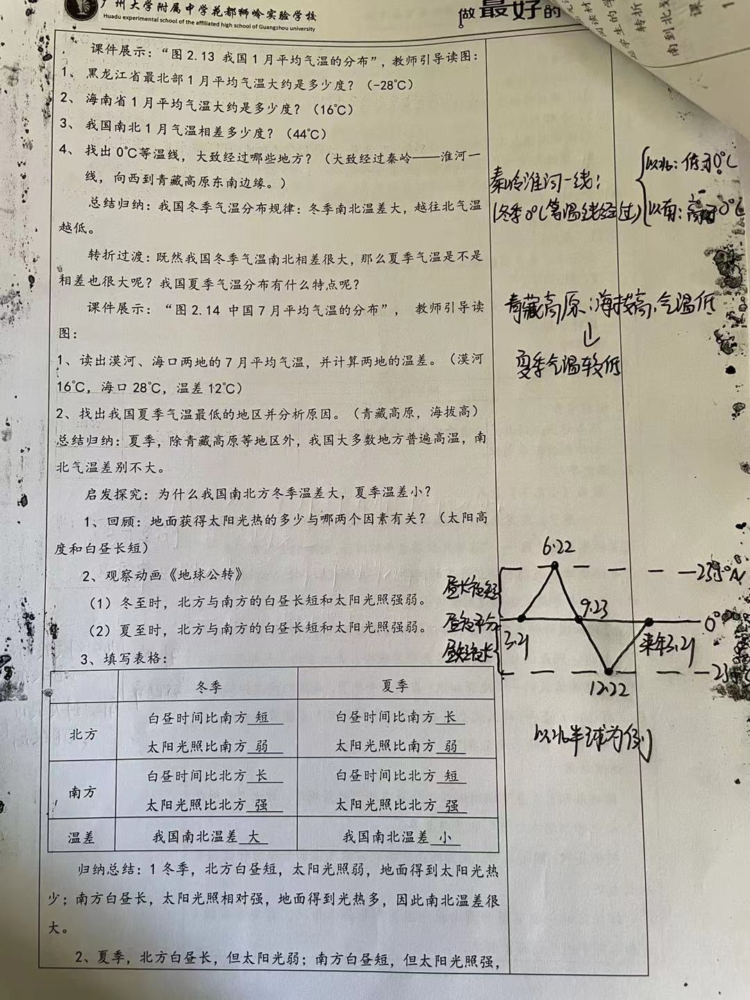 广州大学附属中学花都狮岭实验学校
Huadu experimental school of the affiliated high school of Guangzhou university
做最好的
课件展示：“图2.13 我国1月平均气温的分布”，教师引导读图：
1、 黑龙江省最北部1月平均气温大约是多少度？（-28℃）
2、 海南省1月平均气温大约是多少度？（16℃）
3、 我国南北1月气温相差多少度？（44℃）
4、 找出0℃等温线，大致经过哪些地方？（大致经过秦岭——淮河一
线，向西到青藏高原东南边缘。）
总结归纳：我国冬季气温分布规律：冬季南北温差大，越往北气温
越低。
转折过渡：既然我国冬季气温南北相差很大，那么夏季气温是不是
相差也很大呢？我国夏季气温分布有什么特点呢？
课件展示：“图2.14 中国7月平均气温的分布”， 教师引导读
图：
1、读出漠河、海口两地的7月平均气温，并计算两地的温差。（漠河
16℃，海口28℃，温差12℃）
2、找出我国夏季气温最低的地区并分析原因。（青藏高原，海拔高）
总结归纳：夏季，除青藏高原等地区外，我国大多数地方普遍高温，南
北气温差别不大。
启发探究：为什么我国南北方冬季温差大，夏季温差小？
1、回顾：地面获得太阳光热的多少与哪两个因素有关？（太阳高
度和白昼长短）
2、观察动画《地球公转》
（1）冬至时，北方与南方的白昼长短和太阳光照强弱。
（2）夏至时，北方与南方的白昼长短和太阳光照强弱。
3、填写表格：
冬季 夏季
北方
白昼时间比南方 短 白昼时间比南方 长
太阳光照比南方 弱 太阳光照比南方 弱
南方
白昼时间比北方 长 白昼时间比北方 短
太阳光照比北方 强 太阳光照比北方 强
温差 我国南北温差 大 我国南北温差 小
归纳总结：1冬季，北方白昼短，太阳光照弱，地面得到太阳光热
少；南方白昼长，太阳光照相对强，地面得到光热多，因此南北温差很
大。
2、夏季，北方白昼长，但太阳光弱；南方白昼短，但太阳光照强，
秦岭淮河一线：
(冬季0℃等温线经过)
以北：低于0℃
以南：高于0℃
青藏高原：海拔高，气温低
↓
夏季气温较低
6.22
昼长夜短
昼夜平分
昼短夜长
3.21
9.23
0°
来年3.21
12.22
以北半球为例
转折
南到北
课